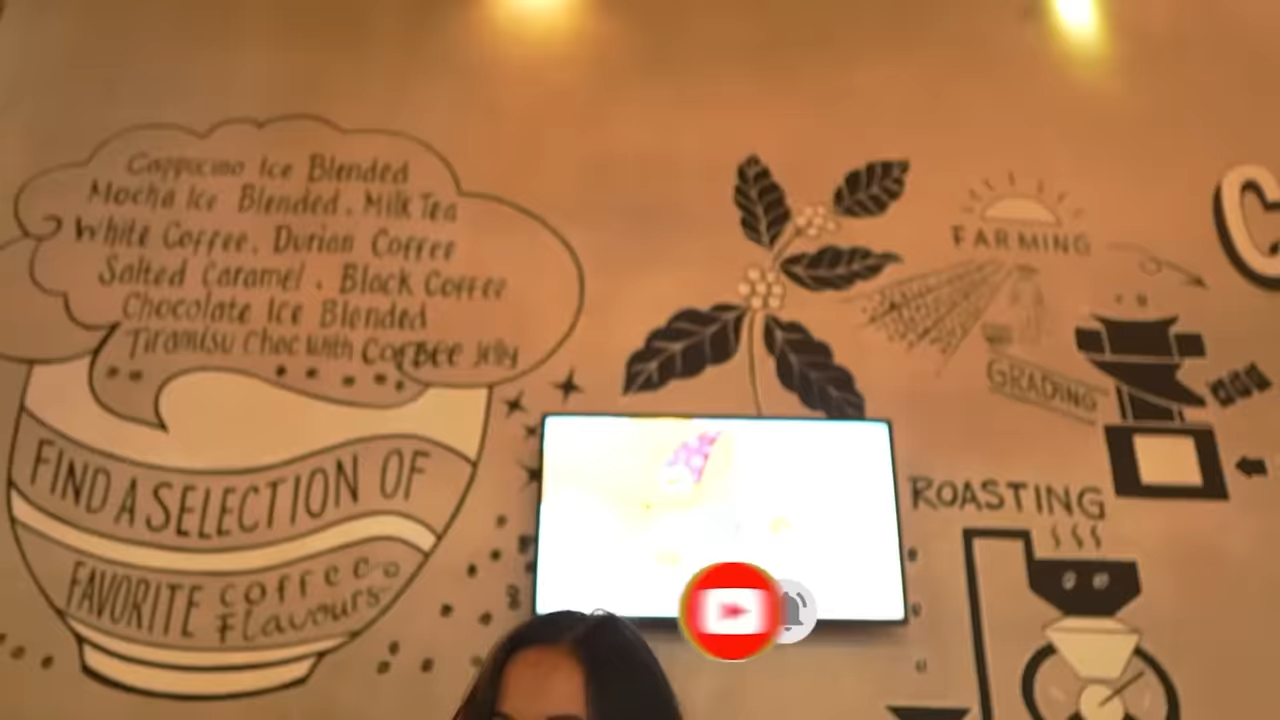 Cappucino Ice Blended
Mocha Ice Blended . Milk Tea
White Coffee . Durian Coffee
Salted Caramel . Black Coffee
Chocolate Ice Blended
Tiramisu Choc with Coffee Jelly
FIND A SELECTION OF
FAVORITE coffee
Flavours
FARMING
GRADING
ROASTING